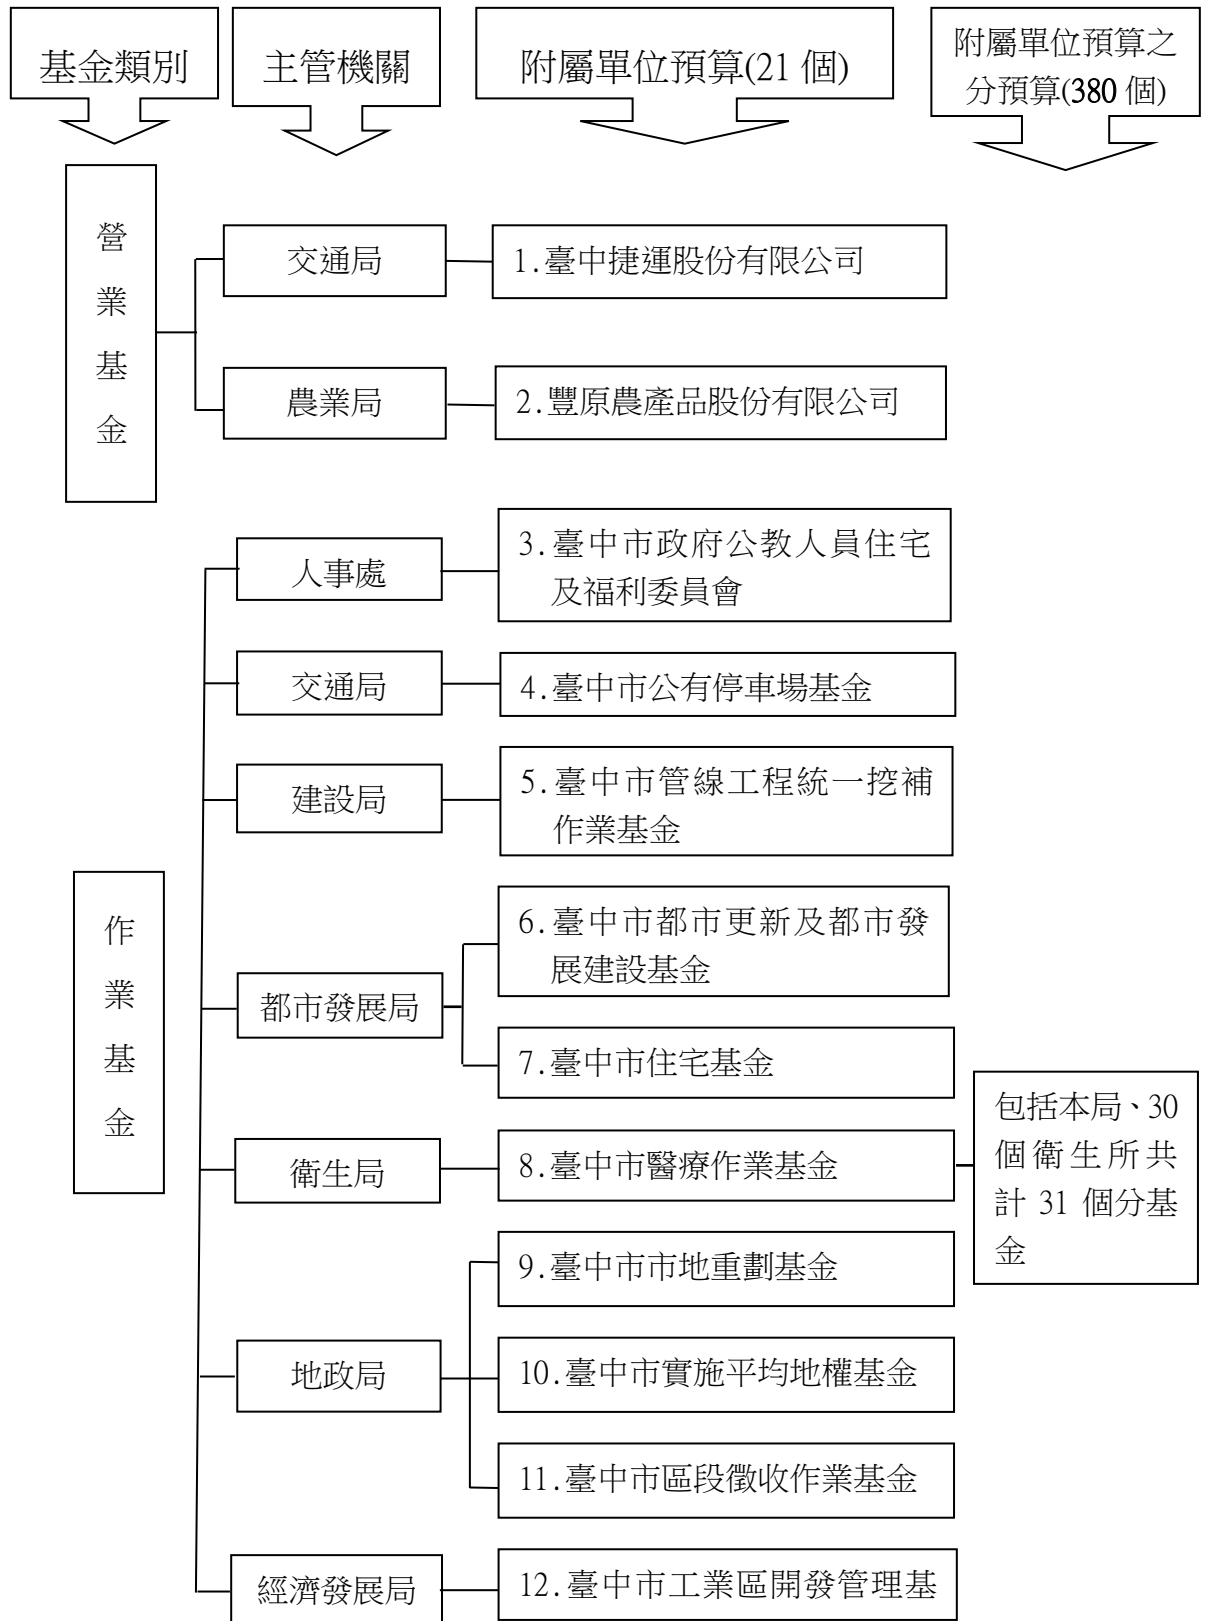 基金類別
主管機關
附屬單位預算(21 個)
附屬單位預算之
分預算(380 個)
營
業
基
金
交通局
1.臺中捷運股份有限公司
農業局
2.豐原農產品股份有限公司
作
業
基
金
人事處
3.臺中市政府公教人員住宅
及福利委員會
交通局
4.臺中市公有停車場基金
建設局
5.臺中市管線工程統一挖補
作業基金
都市發展局
6.臺中市都市更新及都市發
展建設基金
7.臺中市住宅基金
衛生局
8.臺中市醫療作業基金
包括本局、30
個衛生所共
計 31 個分基
金
地政局
9.臺中市市地重劃基金
10.臺中市實施平均地權基金
11.臺中市區段徵收作業基金
經濟發展局
12.臺中市工業區開發管理基